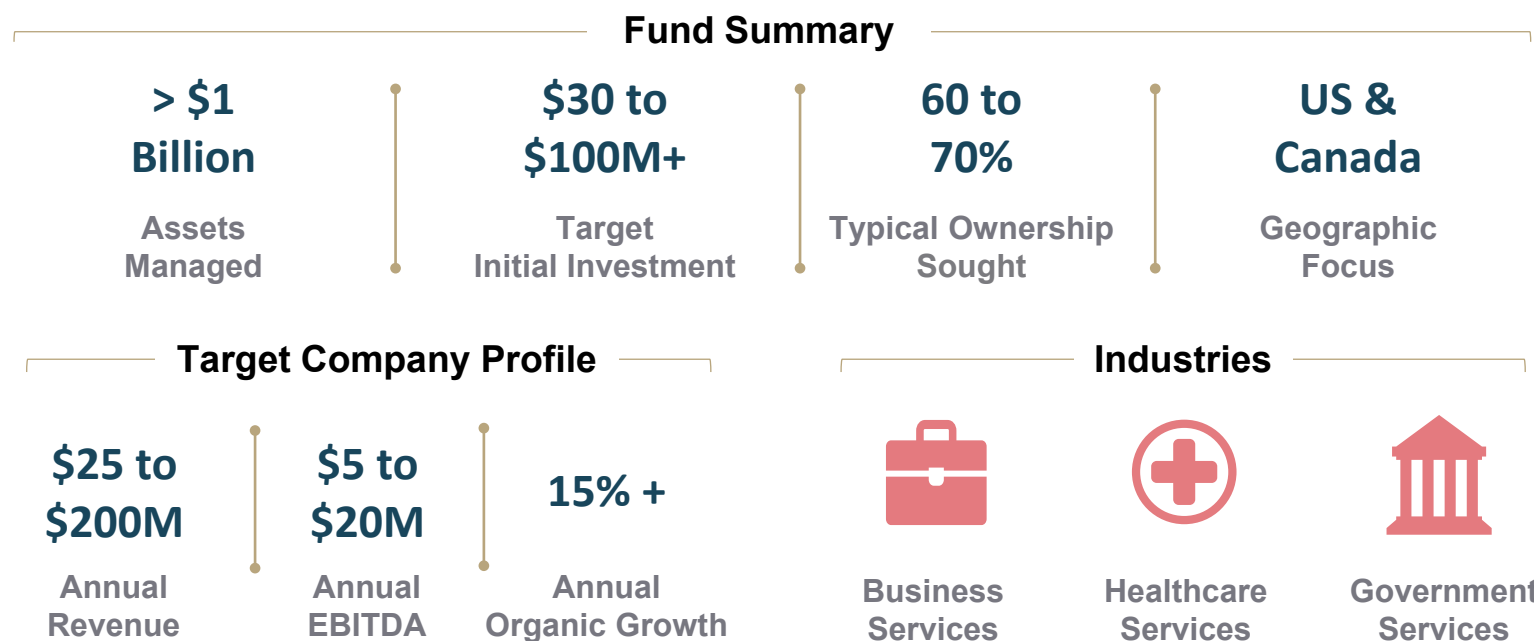 Fund Summary
> $1
Billion
Assets
Managed
$30 to
$100M+
Target
Initial Investment
60 to
70%
Typical Ownership
Sought
US &
Canada
Geographic
Focus
Target Company Profile
$25 to
$200M
Annual
Revenue
$5 to
$20M
Annual
EBITDA
15% +
Annual
Organic Growth
Industries
Business
Services
Healthcare
Services
Government
Services